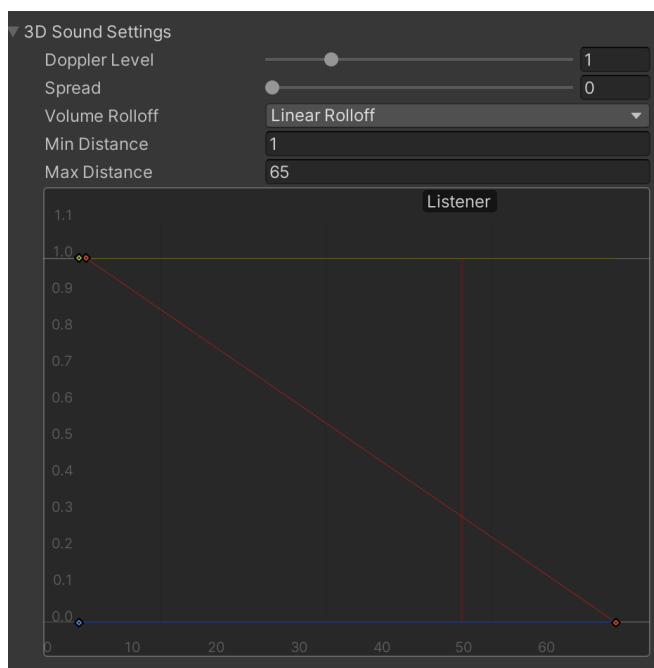 3D Sound Settings
Doppler Level 1
Spread 0
Volume Rolloff Linear Rolloff
Min Distance 1
Max Distance 65
Listener
1.1
1.0
0.9
0.8
0.7
0.6
0.5
0.4
0.3
0.2
0.1
0.0
0 10 20 30 40 50 60